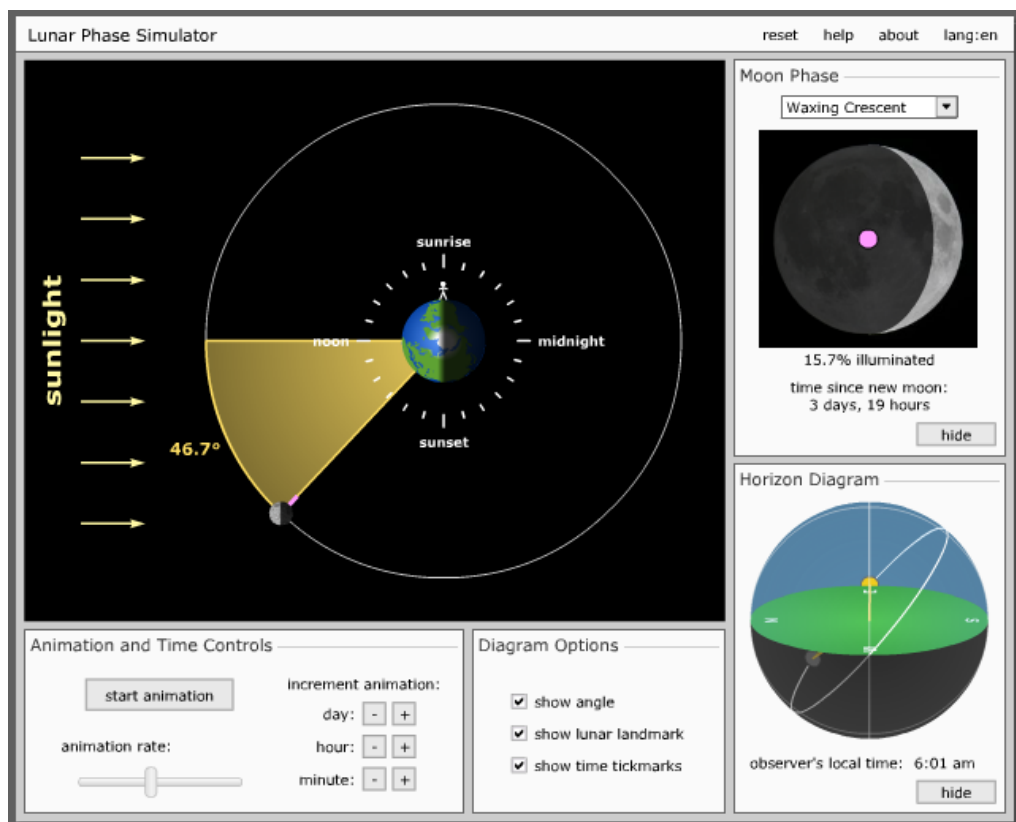 Lunar Phase Simulator
reset help about lang:en
sunlight
sunrise
noon
midnight
sunset
46.7°
Moon Phase
Waxing Crescent
15.7% illuminated
time since new moon:
3 days, 19 hours
hide
Horizon Diagram
N
S
observer's local time: 6:01 am
hide
Animation and Time Controls
start animation
increment animation:
day: - +
animation rate:
hour: - +
minute: - +
Diagram Options
show angle
show lunar landmark
show time tickmarks